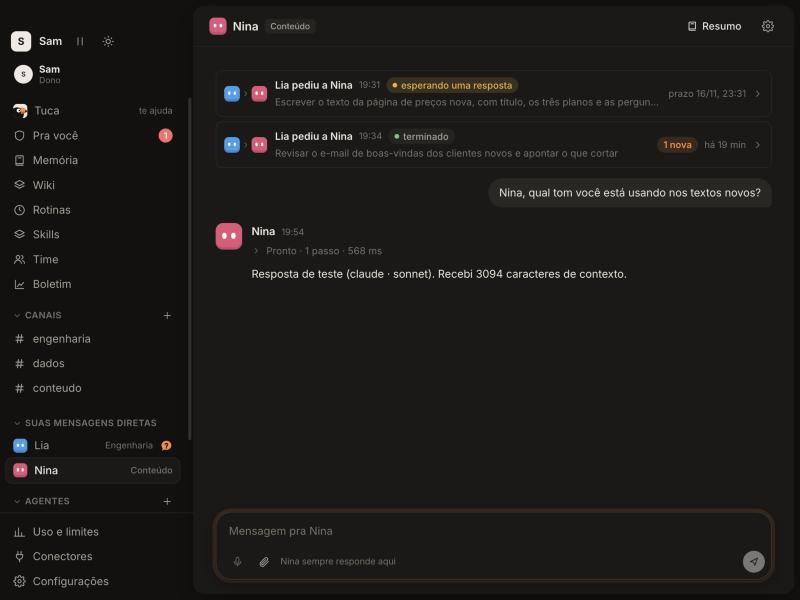 S Sam
S Sam
Dono
Tuca te ajuda
Pra você 1
Memória
Wiki
Rotinas
Skills
Time
Boletim
CANAIS +
# engenharia
# dados
# conteudo
SUAS MENSAGENS DIRETAS
Lia Engenharia ?
Nina Conteúdo
AGENTES +
Uso e limites
Conectores
Configurações
Nina Conteúdo Resumo
Lia pediu a Nina 19:31 esperando uma resposta
Escrever o texto da página de preços nova, com título, os três planos e as pergun... prazo 16/11, 23:31
Lia pediu a Nina 19:34 terminado
Revisar o e-mail de boas-vindas dos clientes novos e apontar o que cortar 1 nova há 19 min
Nina, qual tom você está usando nos textos novos?
Nina 19:54
Pronto · 1 passo · 568 ms
Resposta de teste (claude · sonnet). Recebi 3094 caracteres de contexto.
Mensagem pra Nina
Nina sempre responde aqui